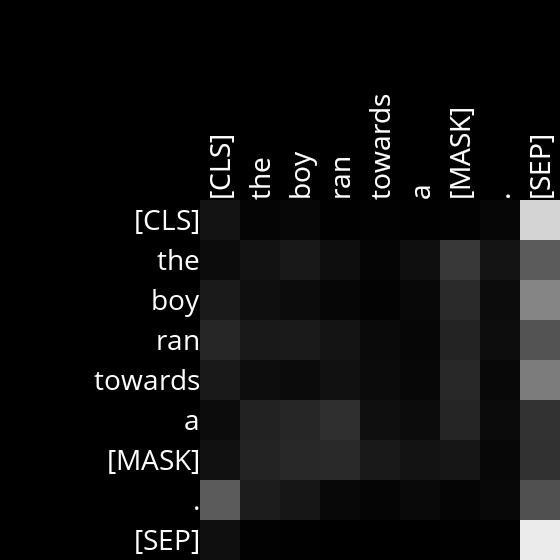 [CLS]
the
boy
ran
towards
a
[MASK]
.
[SEP]
[CLS]
the
boy
ran
towards
a
[MASK]
.
[SEP]